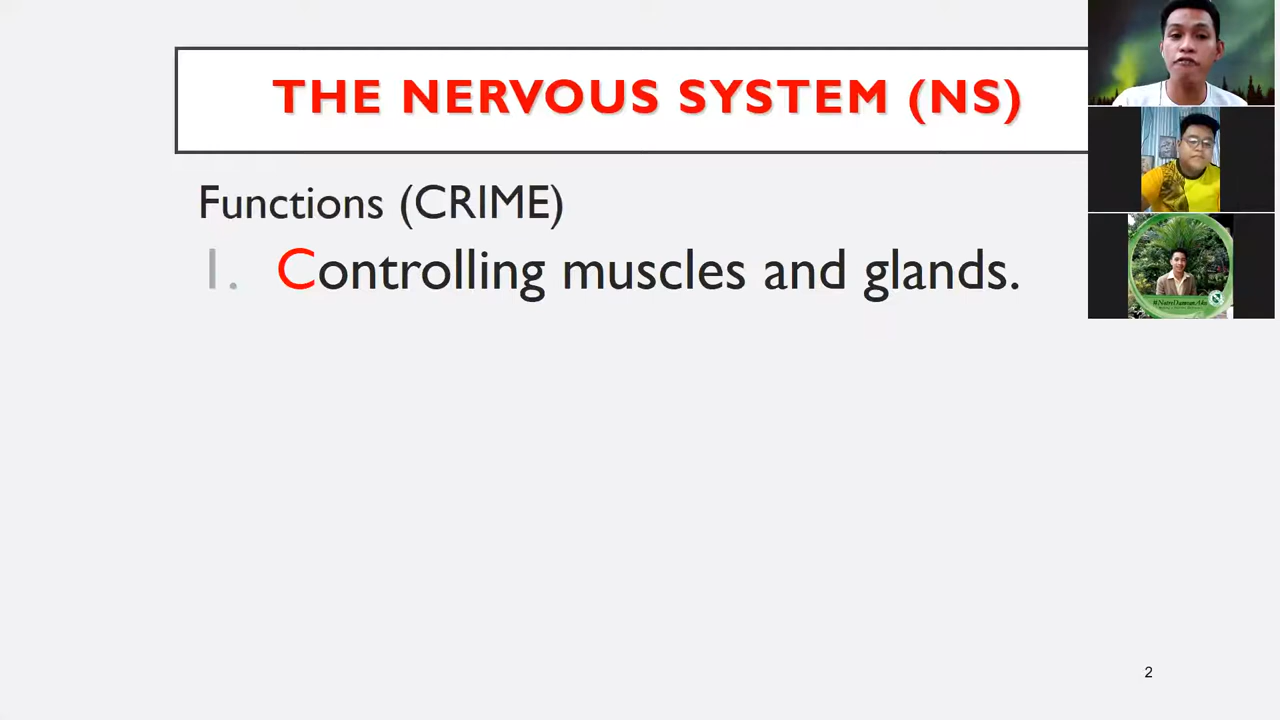 THE NERVOUS SYSTEM (NS)
Functions (CRIME)
1. Controlling muscles and glands.
2